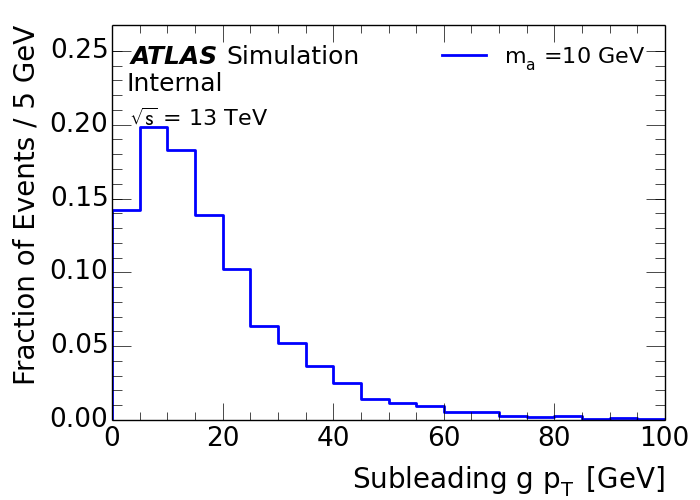 0.25
0.20
0.15
0.10
0.05
0.00
Fraction of Events / 5 GeV
ATLAS Simulation
Internal
√s = 13 TeV
m_a =10 GeV
0 20 40 60 80 100
Subleading g p_T [GeV]